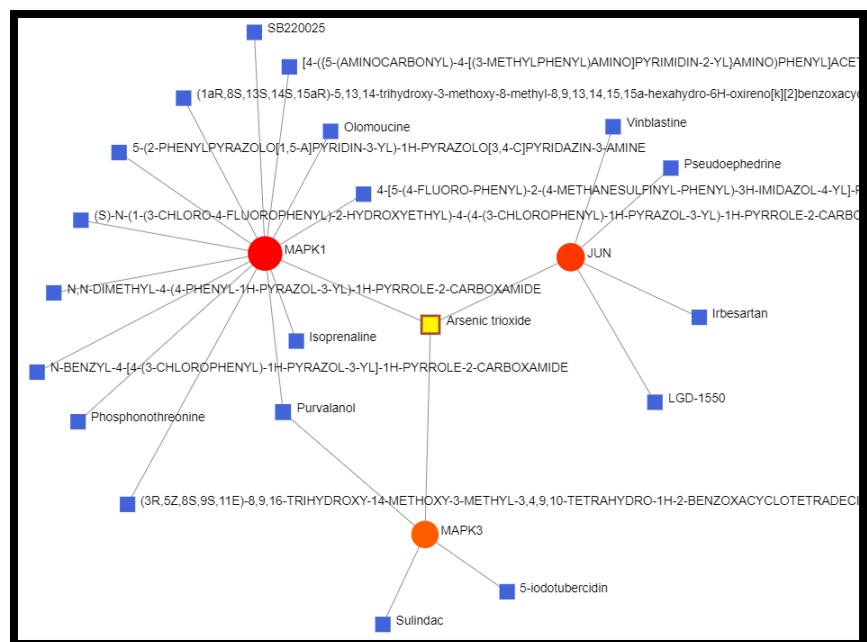 SB220025
[4-({5-(AMINOCARBONYL)-4-[(3-METHYLPHENYL)AMINO]PYRIMIDIN-2-YL}AMINO)PHENYL]ACET
(1aR,8S,13S,14S,15aR)-5,13,14-trihydroxy-3-methoxy-8-methyl-8,9,13,14,15,15a-hexahydro-6H-oxireno[k][2]benzoxacyc
Olomoucine
Vinblastine
5-(2-PHENYLPYRAZOLO[1,5-A]PYRIDIN-3-YL)-1H-PYRAZOLO[3,4-C]PYRIDAZIN-3-AMINE
Pseudoephedrine
4-[5-(4-FLUORO-PHENYL)-2-(4-METHANESULFINYL-PHENYL)-3H-IMIDAZOL-4-YL]-P
(S)-N-(1-(3-CHLORO-4-FLUOROPHENYL)-2-HYDROXYETHYL)-4-(4-(3-CHLOROPHENYL)-1H-PYRAZOL-3-YL)-1H-PYRROLE-2-CARBO
MAPK1
JUN
N,N-DIMETHYL-4-(4-PHENYL-1H-PYRAZOL-3-YL)-1H-PYRROLE-2-CARBOXAMIDE
Irbesartan
Arsenic trioxide
Isoprenaline
N-BENZYL-4-[4-(3-CHLOROPHENYL)-1H-PYRAZOL-3-YL]-1H-PYRROLE-2-CARBOXAMIDE
LGD-1550
Purvalanol
Phosphonothreonine
(3R,5Z,8S,9S,11E)-8,9,16-TRIHYDROXY-14-METHOXY-3-METHYL-3,4,9,10-TETRAHYDRO-1H-2-BENZOXACYCLOTETRADECI
MAPK3
5-iodotubercidin
Sulindac